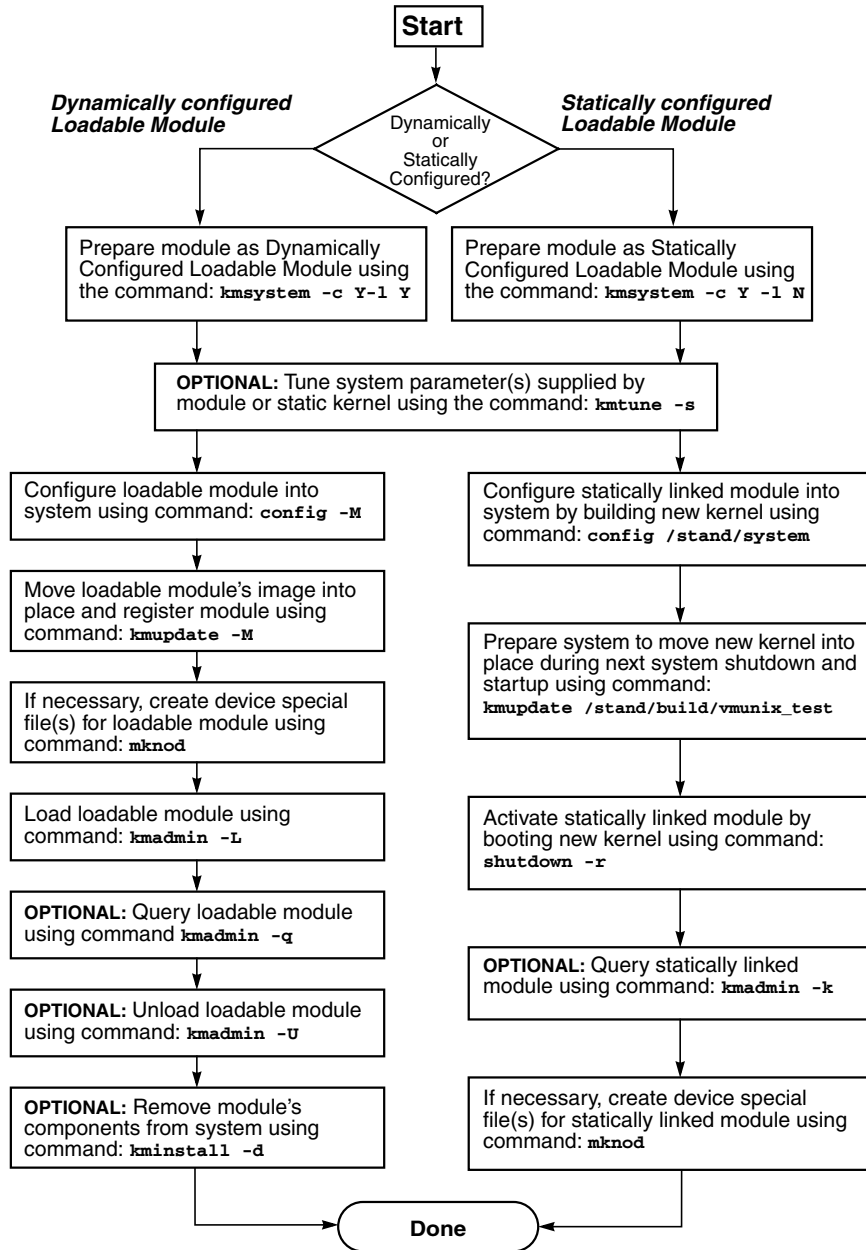 Start
Dynamically configured
Loadable Module
Statically configured
Loadable Module
Dynamically
or
Statically
Configured?
Prepare module as Dynamically
Configured Loadable Module using
the command: kmsystem -c Y-l Y
Prepare module as Statically
Configured Loadable Module using
the command: kmsystem -c Y -l N
OPTIONAL: Tune system parameter(s) supplied by
module or static kernel using the command: kmtune -s
Configure loadable module into
system using command: config -M
Move loadable module's image into
place and register module using
command: kmupdate -M
If necessary, create device special
file(s) for loadable module using
command: mknod
Load loadable module using
command: kmadmin -L
OPTIONAL: Query loadable module
using command kmadmin -q
OPTIONAL: Unload loadable module
using command: kmadmin -U
OPTIONAL: Remove module's
components from system using
command: kminstall -d
Configure statically linked module into
system by building new kernel using
command: config /stand/system
Prepare system to move new kernel into
place during next system shutdown and
startup using command:
kmupdate /stand/build/vmunix_test
Activate statically linked module by
booting new kernel using command:
shutdown -r
OPTIONAL: Query statically linked
module using command: kmadmin -k
If necessary, create device special
file(s) for statically linked module using
command: mknod
Done